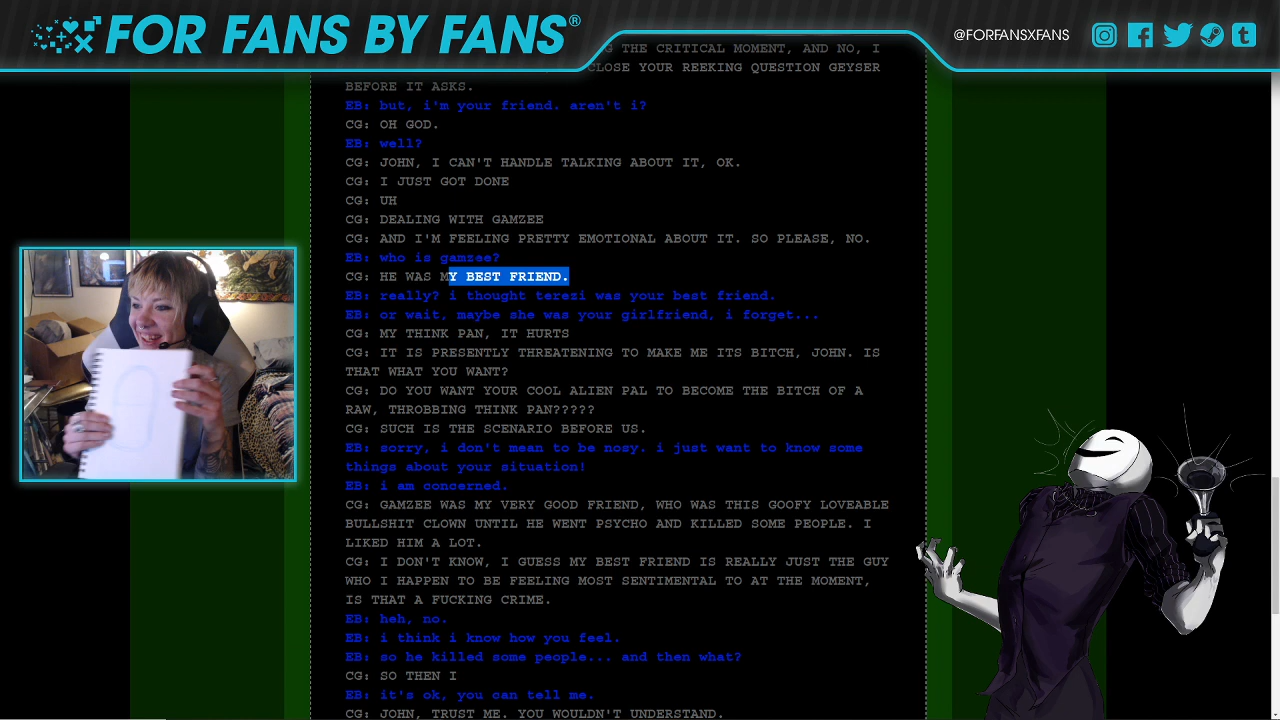 FOR FANS BY FANS®
@FORFANSXFANS
G THE CRITICAL MOMENT, AND NO, I
CLOSE YOUR REEKING QUESTION GEYSER
BEFORE IT ASKS.
EB: but, i'm your friend. aren't i?
CG: OH GOD.
EB: well?
CG: JOHN, I CAN'T HANDLE TALKING ABOUT IT, OK.
CG: I JUST GOT DONE
CG: UH
CG: DEALING WITH GAMZEE
CG: AND I'M FEELING PRETTY EMOTIONAL ABOUT IT. SO PLEASE, NO.
EB: who is gamzee?
CG: HE WAS MY BEST FRIEND.
EB: really? i thought terezi was your best friend.
EB: or wait, maybe she was your girlfriend, i forget...
CG: MY THINK PAN, IT HURTS
CG: IT IS PRESENTLY THREATENING TO MAKE ME ITS BITCH, JOHN. IS
THAT WHAT YOU WANT?
CG: DO YOU WANT YOUR COOL ALIEN PAL TO BECOME THE BITCH OF A
RAW, THROBBING THINK PAN?????
CG: SUCH IS THE SCENARIO BEFORE US.
EB: sorry, i don't mean to be nosy. i just want to know some
things about your situation!
EB: i am concerned.
CG: GAMZEE WAS MY VERY GOOD FRIEND, WHO WAS THIS GOOFY LOVEABLE
BULLSHIT CLOWN UNTIL HE WENT PSYCHO AND KILLED SOME PEOPLE. I
LIKED HIM A LOT.
CG: I DON'T KNOW, I GUESS MY BEST FRIEND IS REALLY JUST THE GUY
WHO I HAPPEN TO BE FEELING MOST SENTIMENTAL TO AT THE MOMENT,
IS THAT A FUCKING CRIME.
EB: heh, no.
EB: i think i know how you feel.
EB: so he killed some people... and then what?
CG: SO THEN I
EB: it's ok, you can tell me.
CG: JOHN, TRUST ME. YOU WOULDN'T UNDERSTAND.